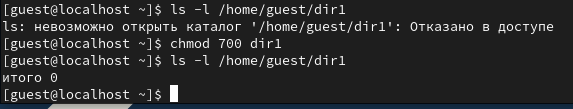 [guest@localhost ~]$ ls -l /home/guest/dir1
ls: невозможно открыть каталог '/home/guest/dir1': Отказано в доступе
[guest@localhost ~]$ chmod 700 dir1
[guest@localhost ~]$ ls -l /home/guest/dir1
итого 0
[guest@localhost ~]$